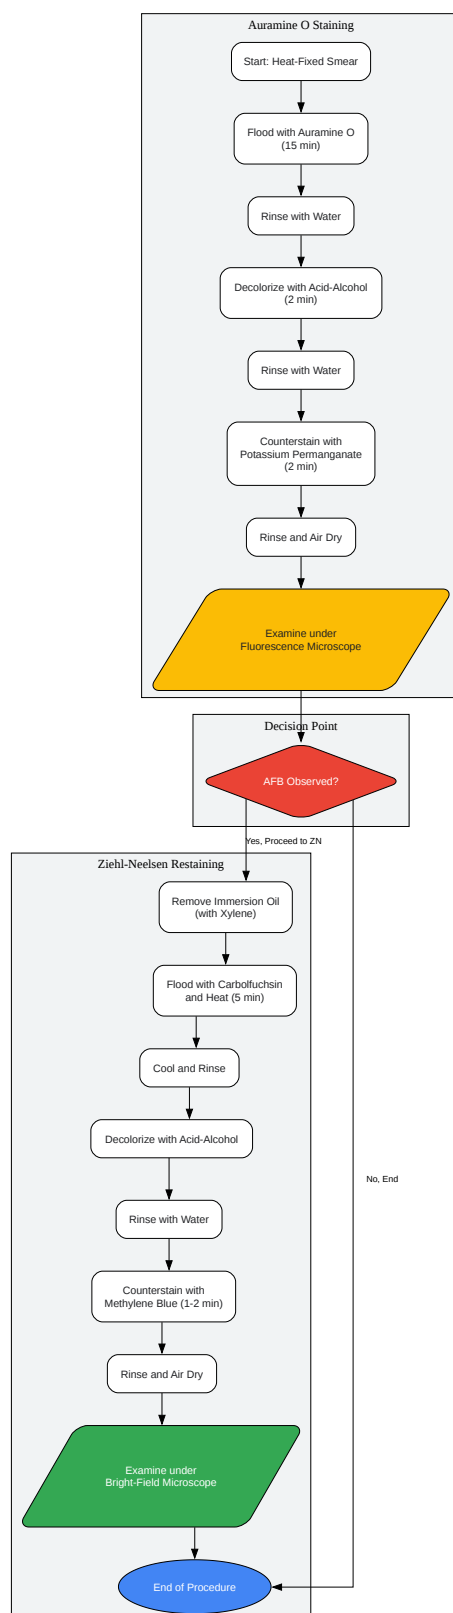 Auramine O Staining
Start: Heat-Fixed Smear
Flood with Auramine O
(15 min)
Rinse with Water
Decolorize with Acid-Alcohol
(2 min)
Rinse with Water
Counterstain with
Potassium Permanganate
(2 min)
Rinse and Air Dry
Examine under
Fluorescence Microscope
Decision Point
AFB Observed?
Yes, Proceed to ZN
Ziehl-Neelsen Restaining
Remove Immersion Oil
(with Xylene)
Flood with Carbolfuchsin
and Heat (5 min)
Cool and Rinse
Decolorize with Acid-Alcohol
No, End
Rinse with Water
Counterstain with
Methylene Blue (1-2 min)
Rinse and Air Dry
Examine under
Bright-Field Microscope
End of Procedure